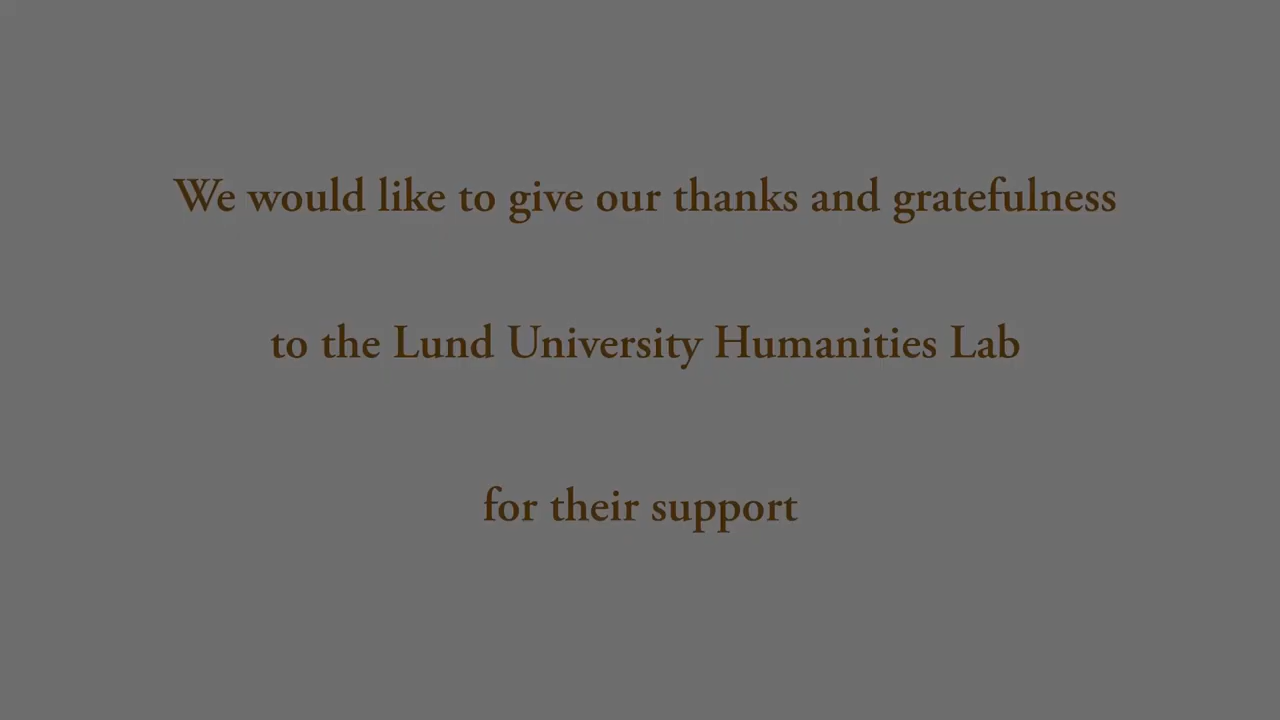 We would like to give our thanks and gratefulness
to the Lund University Humanities Lab
for their support